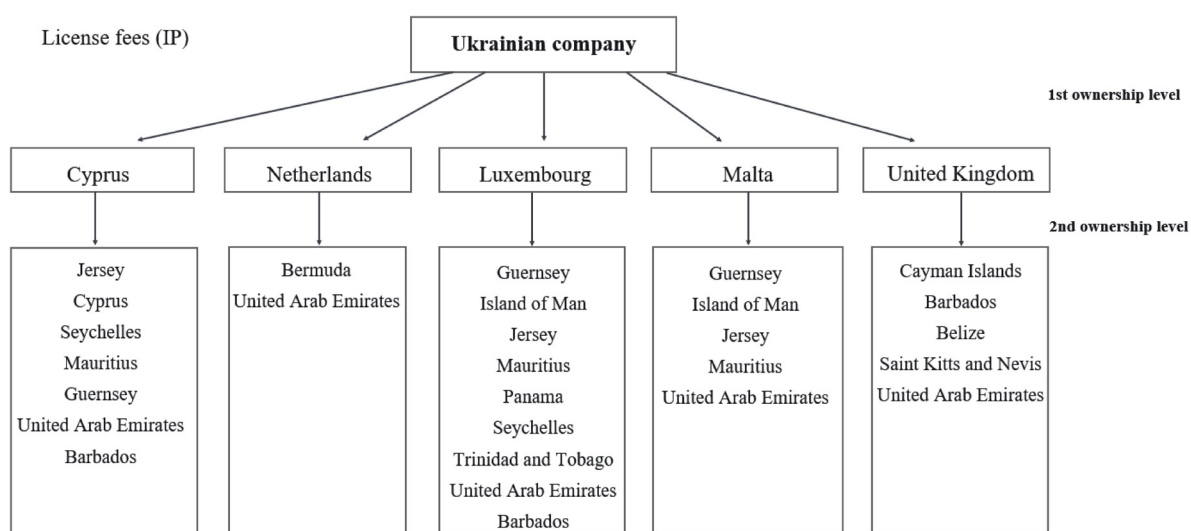 License fees (IP)
Ukrainian company
1st ownership level
Cyprus
Netherlands
Luxembourg
Malta
United Kingdom
2nd ownership level
Jersey
Cyprus
Seychelles
Mauritius
Guernsey
United Arab Emirates
Barbados
Bermuda
United Arab Emirates
Guernsey
Island of Man
Jersey
Mauritius
Panama
Seychelles
Trinidad and Tobago
United Arab Emirates
Barbados
Guernsey
Island of Man
Jersey
Mauritius
United Arab Emirates
Cayman Islands
Barbados
Belize
Saint Kitts and Nevis
United Arab Emirates